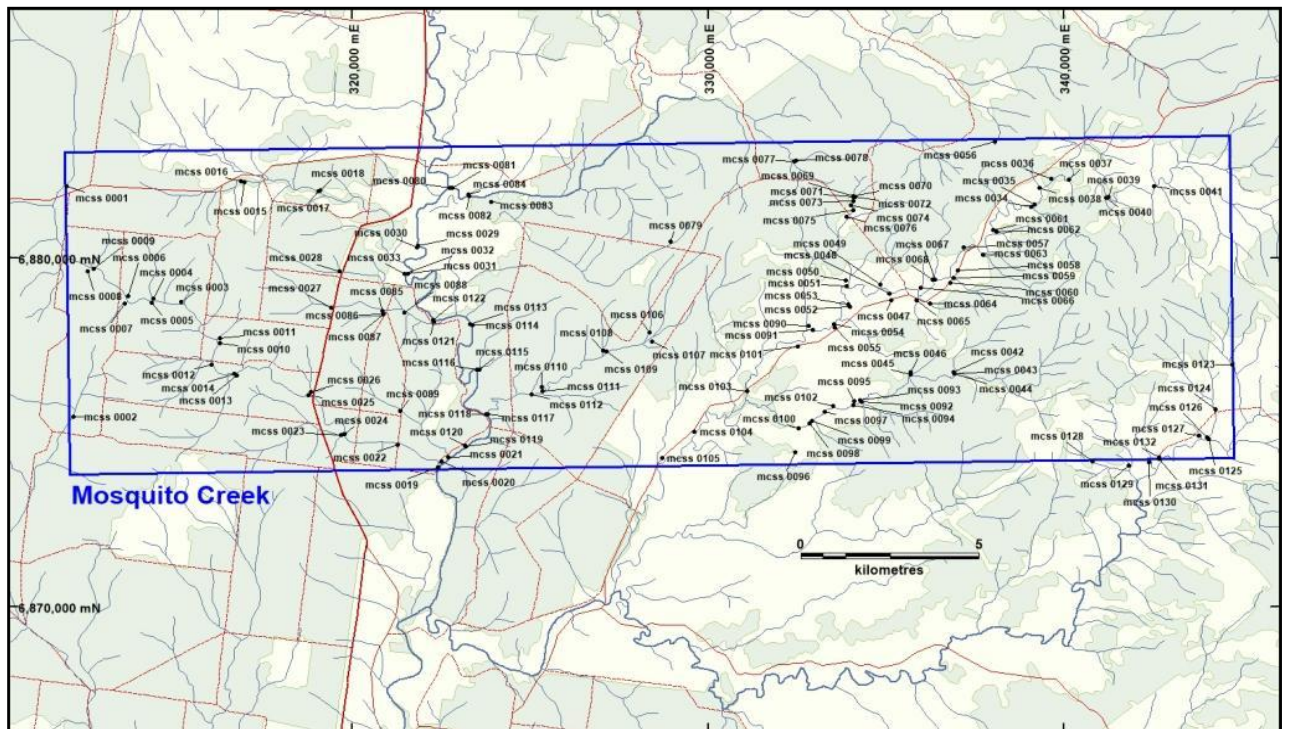 320,000 mE
330,000 mE
340,000 mE
mcss 0056
mcss 0081
mcss 0077
mcss 0078
mcss 0036
mcss 0037
mcss 0016
mcss 0018
mcss 0080
mcss 0084
mcss 0069
mcss 0035
mcss 0039
mcss 0071
mcss 0070
mcss 0041
mcss 0001
mcss 0034
mcss 0038
mcss 0073
mcss 0072
mcss 0083
mcss 0015
mcss 0017
mcss 0082
mcss 0040
mcss 0075
mcss 0074
mcss 0061
mcss 0079
mcss 0076
mcss 0062
mcss 0030
mcss 0029
mcss 0009
mcss 0049
mcss 0067
mcss 0057
mcss 0032
mcss 0048
mcss 0063
6,880,000 mN
mcss 0006
mcss 0028
mcss 0033
mcss 0068
mcss 0031
mcss 0058
mcss 0004
mcss 0050
mcss 0059
mcss 0003
mcss 0088
mcss 0051
mcss 0085
mcss 0027
mcss 0060
mcss 0008
mcss 0122
mcss 0053
mcss 0066
mcss 0113
mcss 0064
mcss 0052
mcss 0047
mcss 0086
mcss 0005
mcss 0007
mcss 0106
mcss 0065
mcss 0114
mcss 0090
mcss 0054
mcss 0011
mcss 0108
mcss 0087
mcss 0121
mcss 0091
mcss 0010
mcss 0055
mcss 0115
mcss 0107
mcss 0101
mcss 0046
mcss 0042
mcss 0116
mcss 0110
mcss 0045
mcss 0123
mcss 0012
mcss 0109
mcss 0043
mcss 0026
mcss 0014
mcss 0095
mcss 0103
mcss 0111
mcss 0093
mcss 0044
mcss 0124
mcss 0089
mcss 0013
mcss 0025
mcss 0102
mcss 0112
mcss 0092
mcss 0126
mcss 0002
mcss 0118
mcss 0024
mcss 0117
mcss 0094
mcss 0100
mcss 0097
mcss 0127
mcss 0120
mcss 0104
mcss 0023
mcss 0128
mcss 0132
mcss 0119
mcss 0099
mcss 0098
mcss 0021
mcss 0022
mcss 0105
mcss 0125
mcss 0096
mcss 0019
mcss 0020
mcss 0129
mcss 0131
mcss 0130
Mosquito Creek
0
5
kilometres
6,870,000 mN